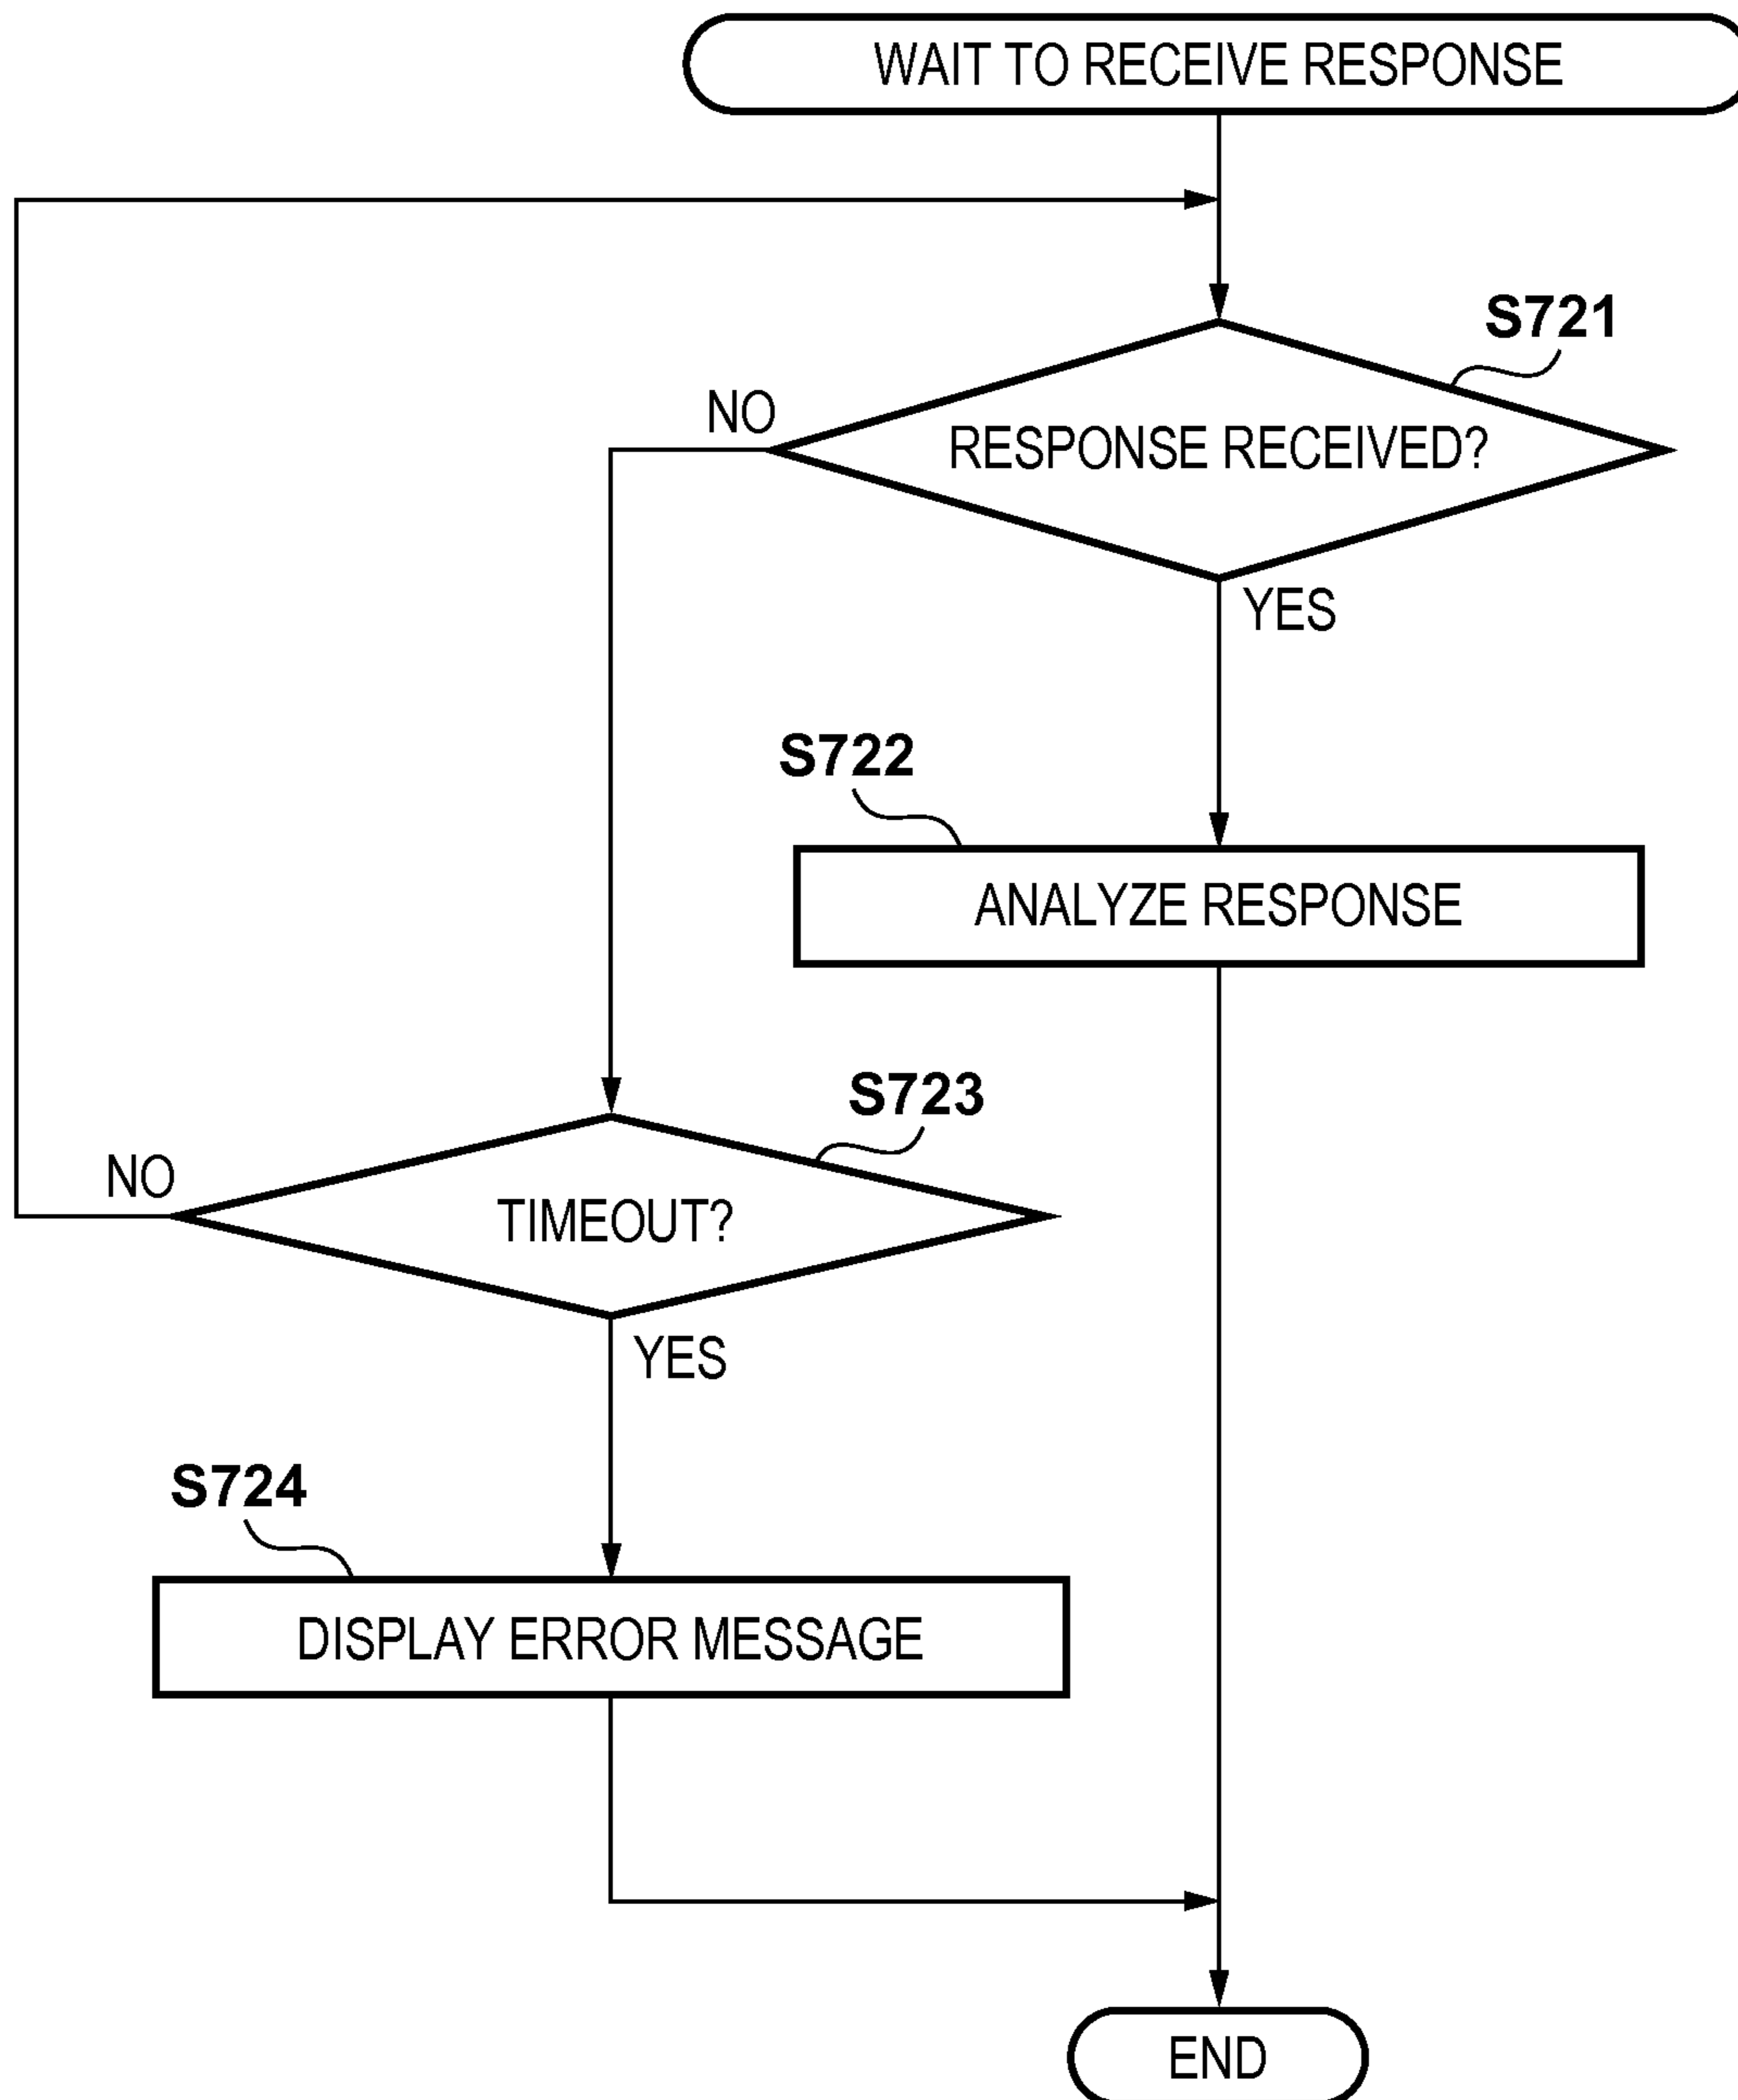 WAIT TO RECEIVE RESPONSE
S721
NO
RESPONSE RECEIVED?
YES
S722
ANALYZE RESPONSE
S723
NO
TIMEOUT?
YES
S724
DISPLAY ERROR MESSAGE
END